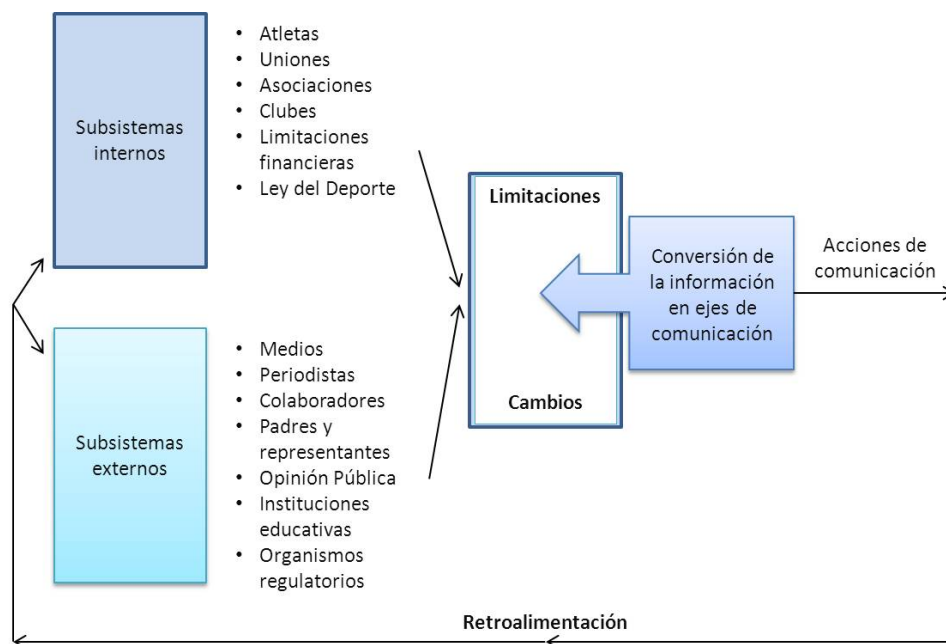 Subsistemas
internos
• Atletas
• Uniones
• Asociaciones
• Clubes
• Limitaciones
financieras
• Ley del Deporte
Subsistemas
externos
• Medios
• Periodistas
• Colaboradores
• Padres y
representantes
• Opinión Pública
• Instituciones
educativas
• Organismos
regulatorios
Limitaciones
Cambios
Conversión de
la información
en ejes de
comunicación
Acciones de
comunicación
Retroalimentación